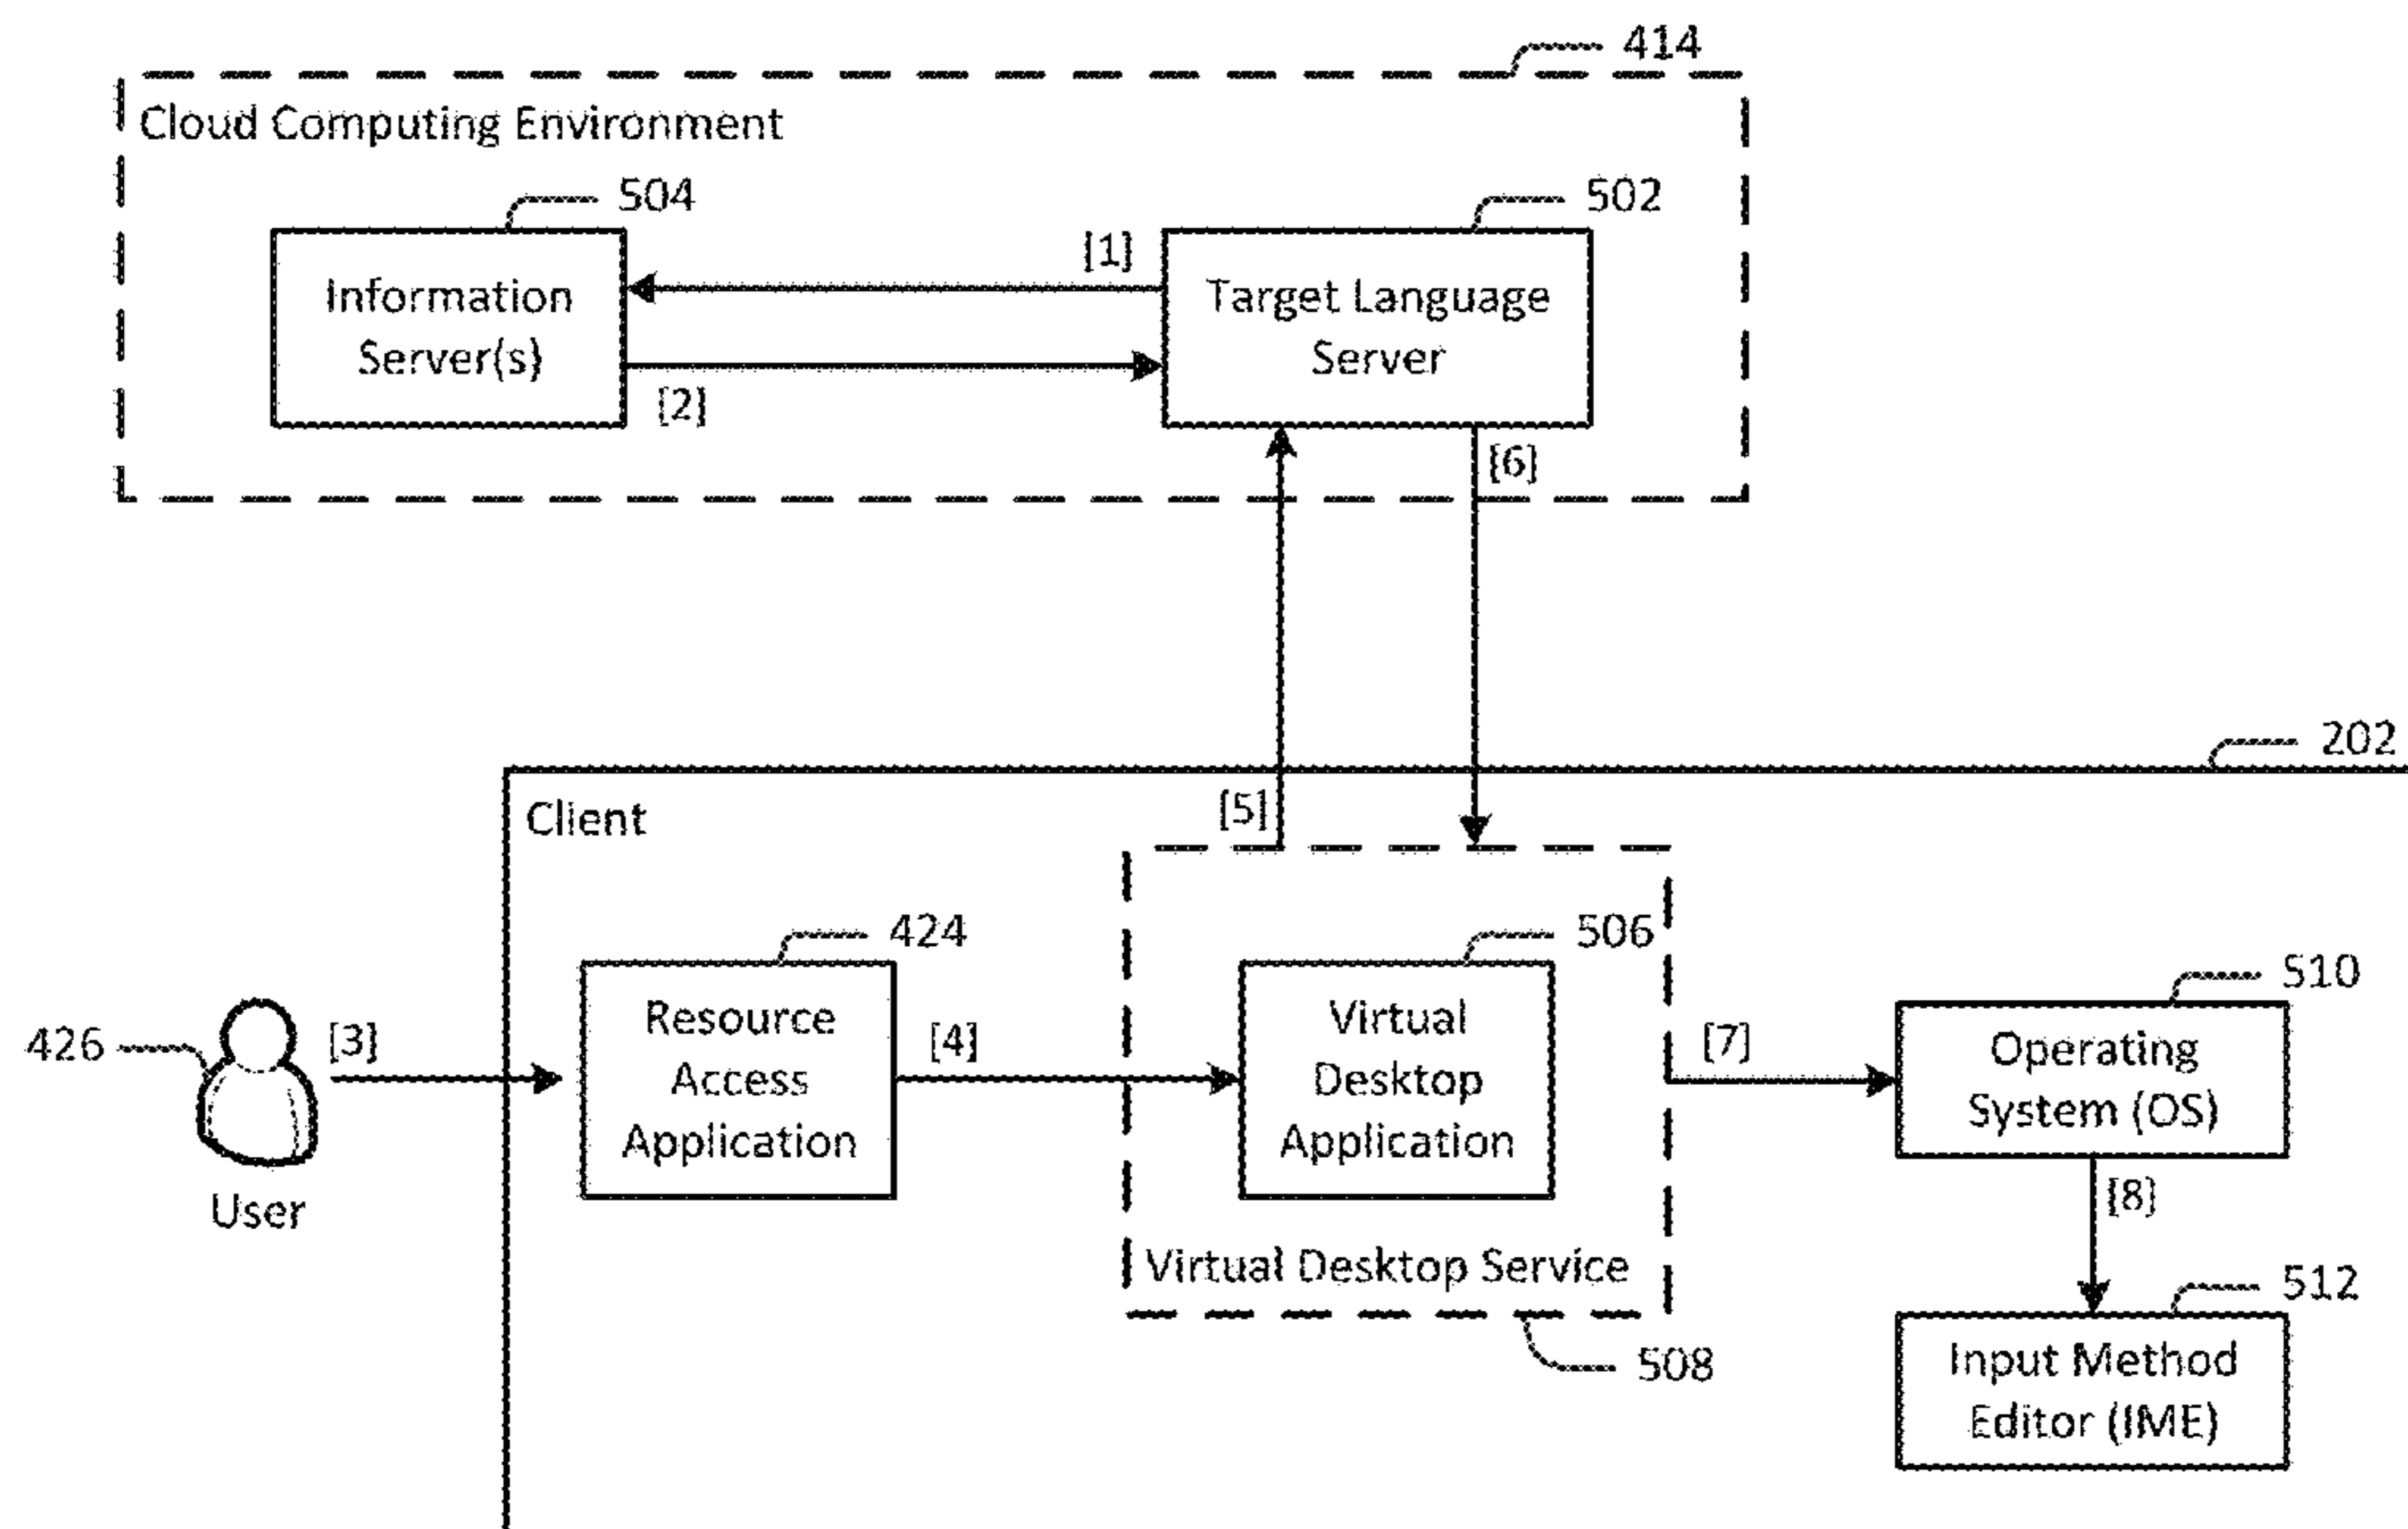 414
Cloud Computing Environment
504
502
[1]
Information
Server(s)
Target Language
Server
[2]
[6]
202
Client
[5]
424
506
510
426
[3]
Resource
Access
Application
[4]
Virtual
Desktop
Application
[7]
Operating
System (OS)
User
[8]
Virtual Desktop Service
508
512
Input Method
Editor (IME)